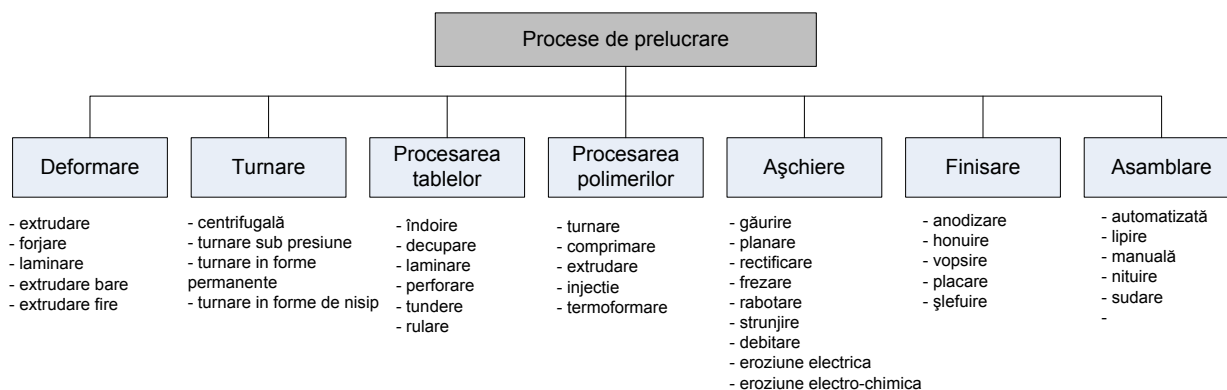 Procese de prelucrare
Deformare
- extrudare
- forjare
- laminare
- extrudare bare
- extrudare fire
Turnare
- centrifugală
- turnare sub presiune
- turnare in forme
permanente
- turnare in forme de nisip
Procesarea
tablelor
- îndoire
- decupare
- laminare
- perforare
- tundere
- rulare
Procesarea
polimerilor
- turnare
- comprimare
- extrudare
- injectie
- termoformare
Aşchiere
- găurire
- planare
- rectificare
- frezare
- rabotare
- strunjire
- debitare
- eroziune electrica
- eroziune electro-chimica
Finisare
- anodizare
- honuire
- vopsire
- placare
- şlefuire
Asamblare
- automatizată
- lipire
- manuală
- nituire
- sudare
-